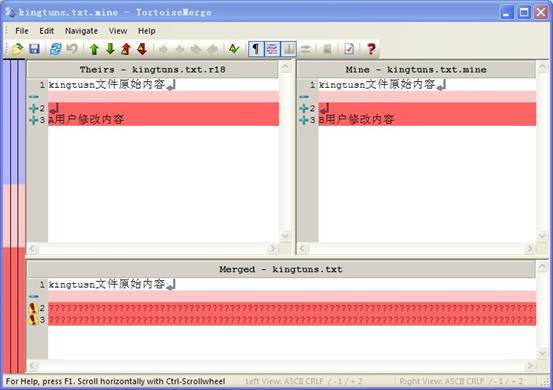 kingtuns.txt.mine - TortoiseMerge
File Edit Navigate View Help
Theirs - kingtuns.txt.r18
1 kingtusn文件原始内容
2
3 A用户修改内容
Mine - kingtuns.txt.mine
1 kingtusn文件原始内容
2
3 B用户修改内容
Merged - kingtuns.txt
1 kingtusn文件原始内容
2
3
For Help, press F1. Scroll horizontally with Ctrl-Scrollwheel
Left View: ASCII CRLF / -1 / + 2
Right View: ASCII CRLF / -1 / + 2